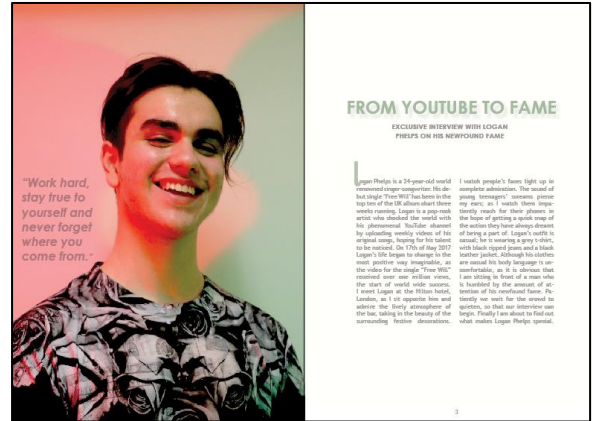 "Work hard,
stay true to
yourself and
never forget
where you
come from."
FROM YOUTUBE TO FAME
EXCLUSIVE INTERVIEW WITH LOGAN
PHELPS ON HIS NEWFOUND FAME
Logan Phelps is a 24-year-old world
renowned singer-songwriter. His de-
but single "Free Will" has been in the
top ten of the UK album chart three
weeks running. Logan is a pop-rock
artist who shocked the world with
his phenomenal YouTube channel
by uploading weekly videos of his
original songs, hoping for his talent
to be noticed. On 17th of May 2017
Logan's life began to change in the
most positive way imaginable, as
the video for the single "Free Will"
received over one million views,
the start of world wide success.
I meet Logan at the Hilton hotel,
London, as I sit opposite him and
admire the lively atmosphere of
the bar, taking in the beauty of the
surrounding festive decorations.
I watch people's faces light up in
complete admiration. The sound of
young teenagers' screams pierce
my ears; as I watch them impa-
tiently reach for their phones in
the hope of getting a quick snap of
the action they have always dreamt
of being a part of. Logan's outfit is
casual; he is wearing a grey t-shirt,
with black ripped jeans and a black
leather jacket. Although his clothes
are casual his body language is un-
comfortable, as it is obvious that
I am sitting in front of a man who
is humbled by the amount of at-
tention of his newfound fame. Pa-
tiently we wait for the crowd to
quieten, so that our interview can
begin. Finally I am about to find out
what makes Logan Phelps special.
3